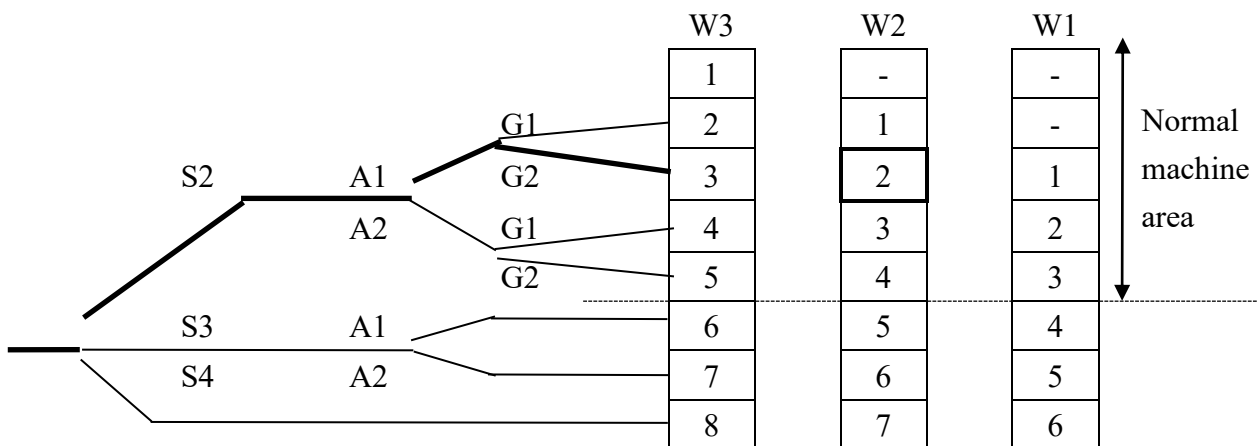 W3 W2 W1
1 - -
G1 2 1 -
S2 A1 G2 3 2 1
A2 G1 4 3 2
G2 5 4 3
S3 A1 6 5 4
S4 A2 7 6 5
8 7 6
Normal
machine
area